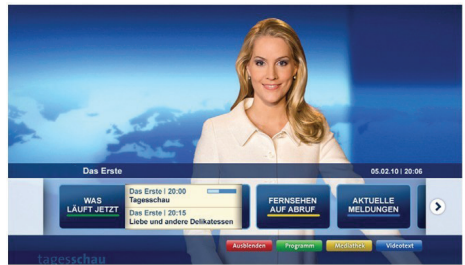 Das Erste
05.02.10 | 20:06
WAS
LÄUFT JETZT
Das Erste | 20:00
Tagesschau
Das Erste | 20:15
Liebe und andere Delikatessen
FERNSEHEN
AUF ABRUF
AKTUELLE
MELDUNGEN
Ausblenden
Programm
Mediathek
Videotext
tagesschau